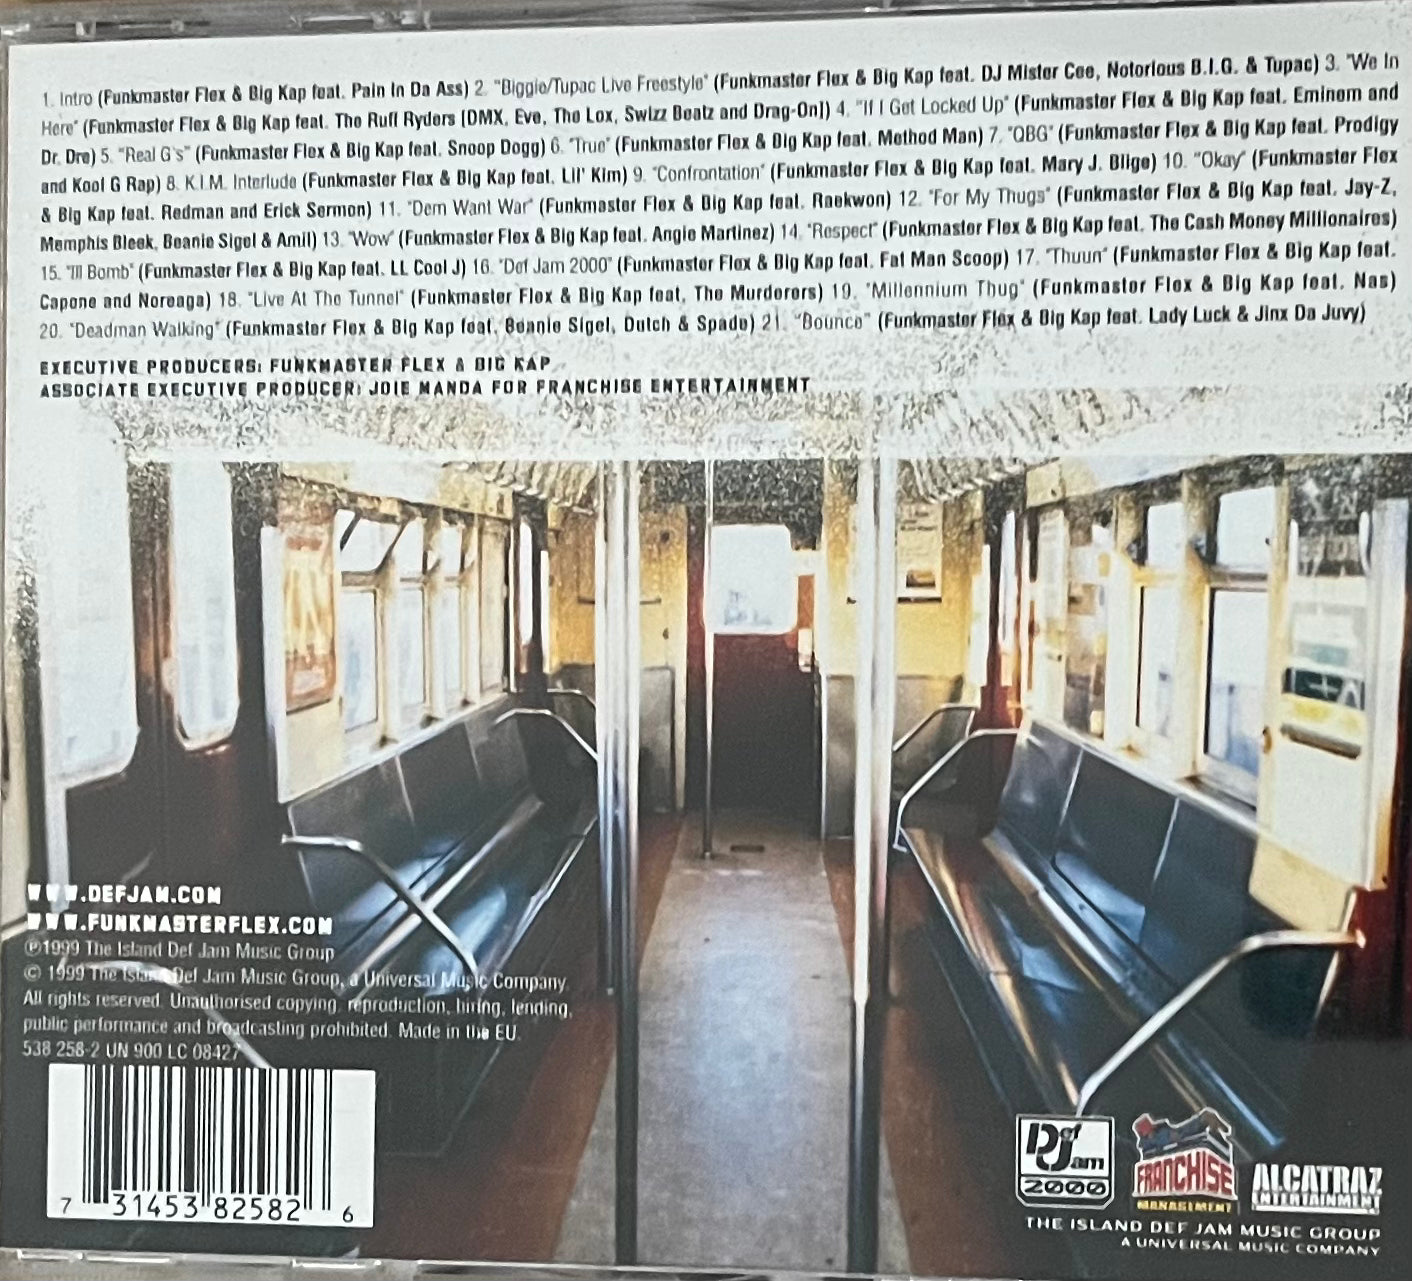 1. Intro (Funkmaster Flex & Big Kap feat. Pain In Da Ass) 2. "Biggie/Tupac Live Freestyle" (Funkmaster Flex & Big Kap feat. DJ Mister Cee, Notorious B.I.G. & Tupac) 3. "We In
Here" (Funkmaster Flex & Big Kap feat. The Ruff Ryders [DMX, Eve, The Lox, Swizz Beatz and Drag-On]) 4. "If I Get Locked Up" (Funkmaster Flex & Big Kap feat. Eminem and
Dr. Dre) 5. "Real G's" (Funkmaster Flex & Big Kap feat. Snoop Dogg) 6. "True" (Funkmaster Flex & Big Kap feat. Method Man) 7. "QBG" (Funkmaster Flex & Big Kap feat. Prodigy
and Kool G Rap) 8. K.I.M. Interlude (Funkmaster Flex & Big Kap feat. Lil' Kim) 9. "Confrontation" (Funkmaster Flex & Big Kap feat. Mary J. Blige) 10. "Okay" (Funkmaster Flex
& Big Kap feat. Redman and Erick Sermon) 11. "Dem Want War" (Funkmaster Flex & Big Kap feat. Raekwon) 12. "For My Thugs" (Funkmaster Flex & Big Kap feat. Jay-Z,
Memphis Bleek, Beanie Sigel & Amil) 13. "Wow" (Funkmaster Flex & Big Kap feat. Angie Martinez) 14. "Respect" (Funkmaster Flex & Big Kap feat. The Cash Money Millionaires)
15. "Ill Bomb" (Funkmaster Flex & Big Kap feat. LL Cool J) 16. "Def Jam 2000" (Funkmaster Flex & Big Kap feat. Fat Man Scoop) 17. "Thuun" (Funkmaster Flex & Big Kap feat.
Capone and Noreaga) 18. "Live At The Tunnel" (Funkmaster Flex & Big Kap feat. The Murderers) 19. "Millennium Thug" (Funkmaster Flex & Big Kap feat. Nas)
20. "Deadman Walking" (Funkmaster Flex & Big Kap feat. Beanie Sigel, Dutch & Spade) 21. "Bounce" (Funkmaster Flex & Big Kap feat. Lady Luck & Jinx Da Juvy)
EXECUTIVE PRODUCERS: FUNKMASTER FLEX & BIG KAP
ASSOCIATE EXECUTIVE PRODUCER: JOIE MANDA FOR FRANCHISE ENTERTAINMENT
WWW.DEFJAM.COM
WWW.FUNKMASTERFLEX.COM
℗1999 The Island Def Jam Music Group
© 1999 The Island Def Jam Music Group, a Universal Music Company.
All rights reserved. Unauthorised copying, reproduction, hiring, lending,
public performance and broadcasting prohibited. Made in the EU.
538 258-2 UN 900 LC 08427
7 31453 82582 6
Def Jam
2000
FRANCHISE
MANAGEMENT
ALCATRAZ
ENTERTAINMENT
THE ISLAND DEF JAM MUSIC GROUP
A UNIVERSAL MUSIC COMPANY